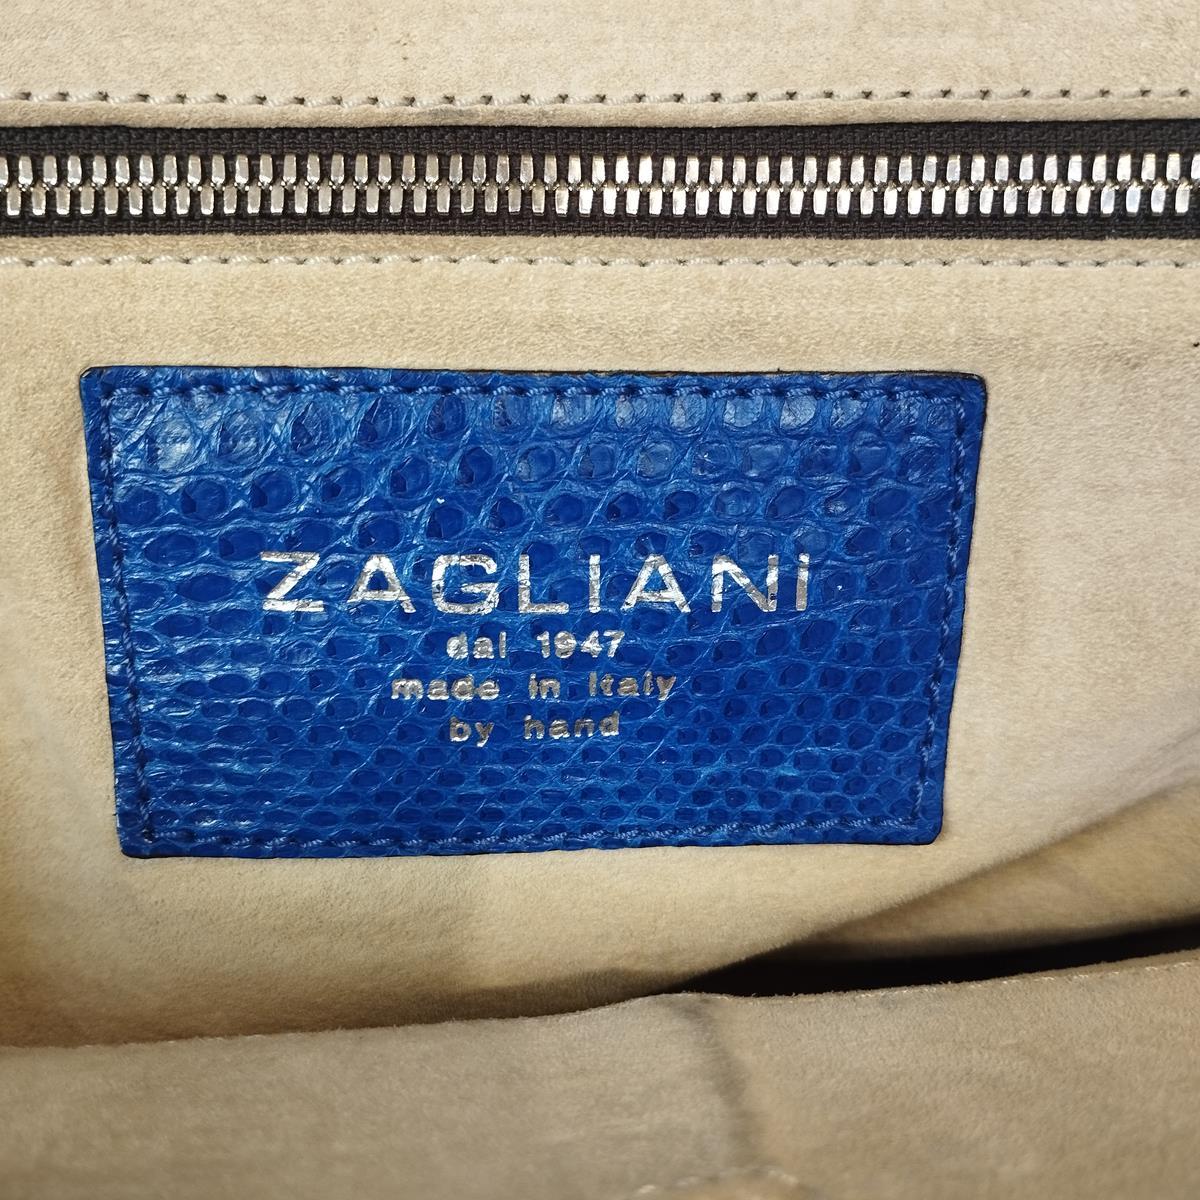 ZAGLIANi
dal 1947
made in Italy
by hand